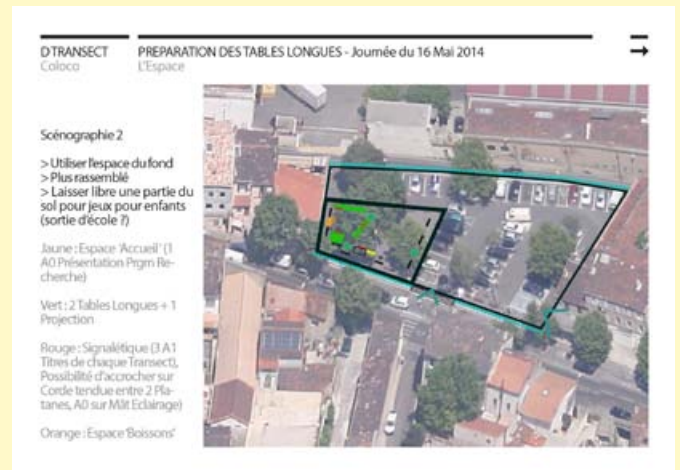 DTRANSECT
Coloco
PREPARATION DES TABLES LONGUES - Journée du 16 Mai 2014
L'Espace
Scénographie 2
> Utiliser l'espace du fond
> Plus rassemblé
> Laisser libre une partie du
sol pour jeux pour enfants
(sortie d'école ?)
Jaune : Espace 'Accueil' (1
A0 Présentation Prgm Re-
cherche)
Vert : 2 Tables Longues + 1
Projection
Rouge : Signalétique (3 A1
Titres de chaque Transect),
Possibilité d'accrocher sur
Corde tendue entre 2 Pla-
tanes, A0 sur Mât Eclairage)
Orange : Espace 'Boissons'